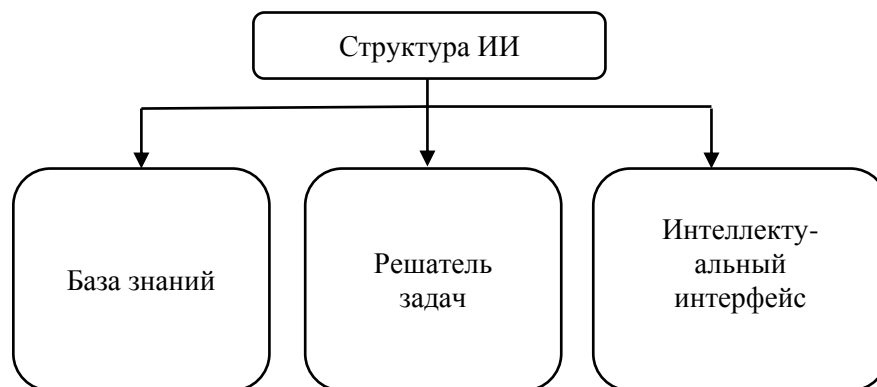 Структура ИИ
База знаний
Решатель
задач
Интеллекту-
альный
интерфейс